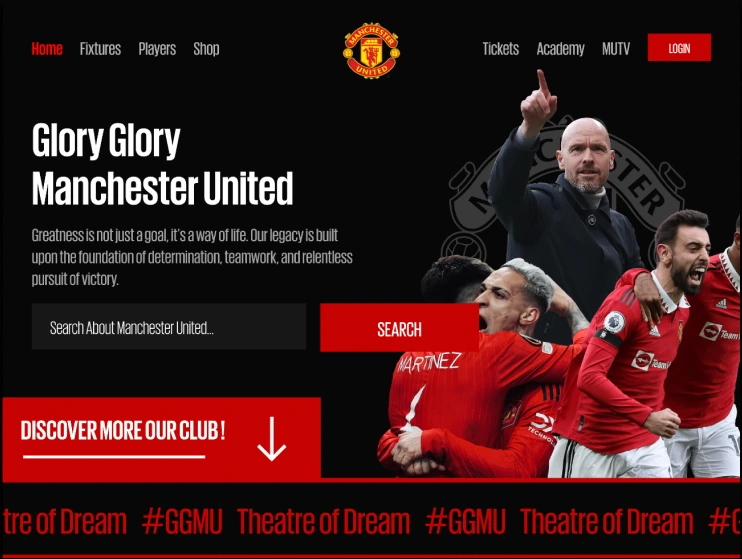 Home Fixtures Players Shop
MANCHESTER
UNITED
Tickets Academy MUTV LOGIN
Glory Glory
Manchester United
Greatness is not just a goal, it's a way of life. Our legacy is built
upon the foundation of determination, teamwork, and relentless
pursuit of victory.
Search About Manchester United...
SEARCH
MARTINEZ
DISCOVER MORE OUR CLUB !
tre of Dream #GGMU Theatre of Dream #GGMU Theatre of Dream